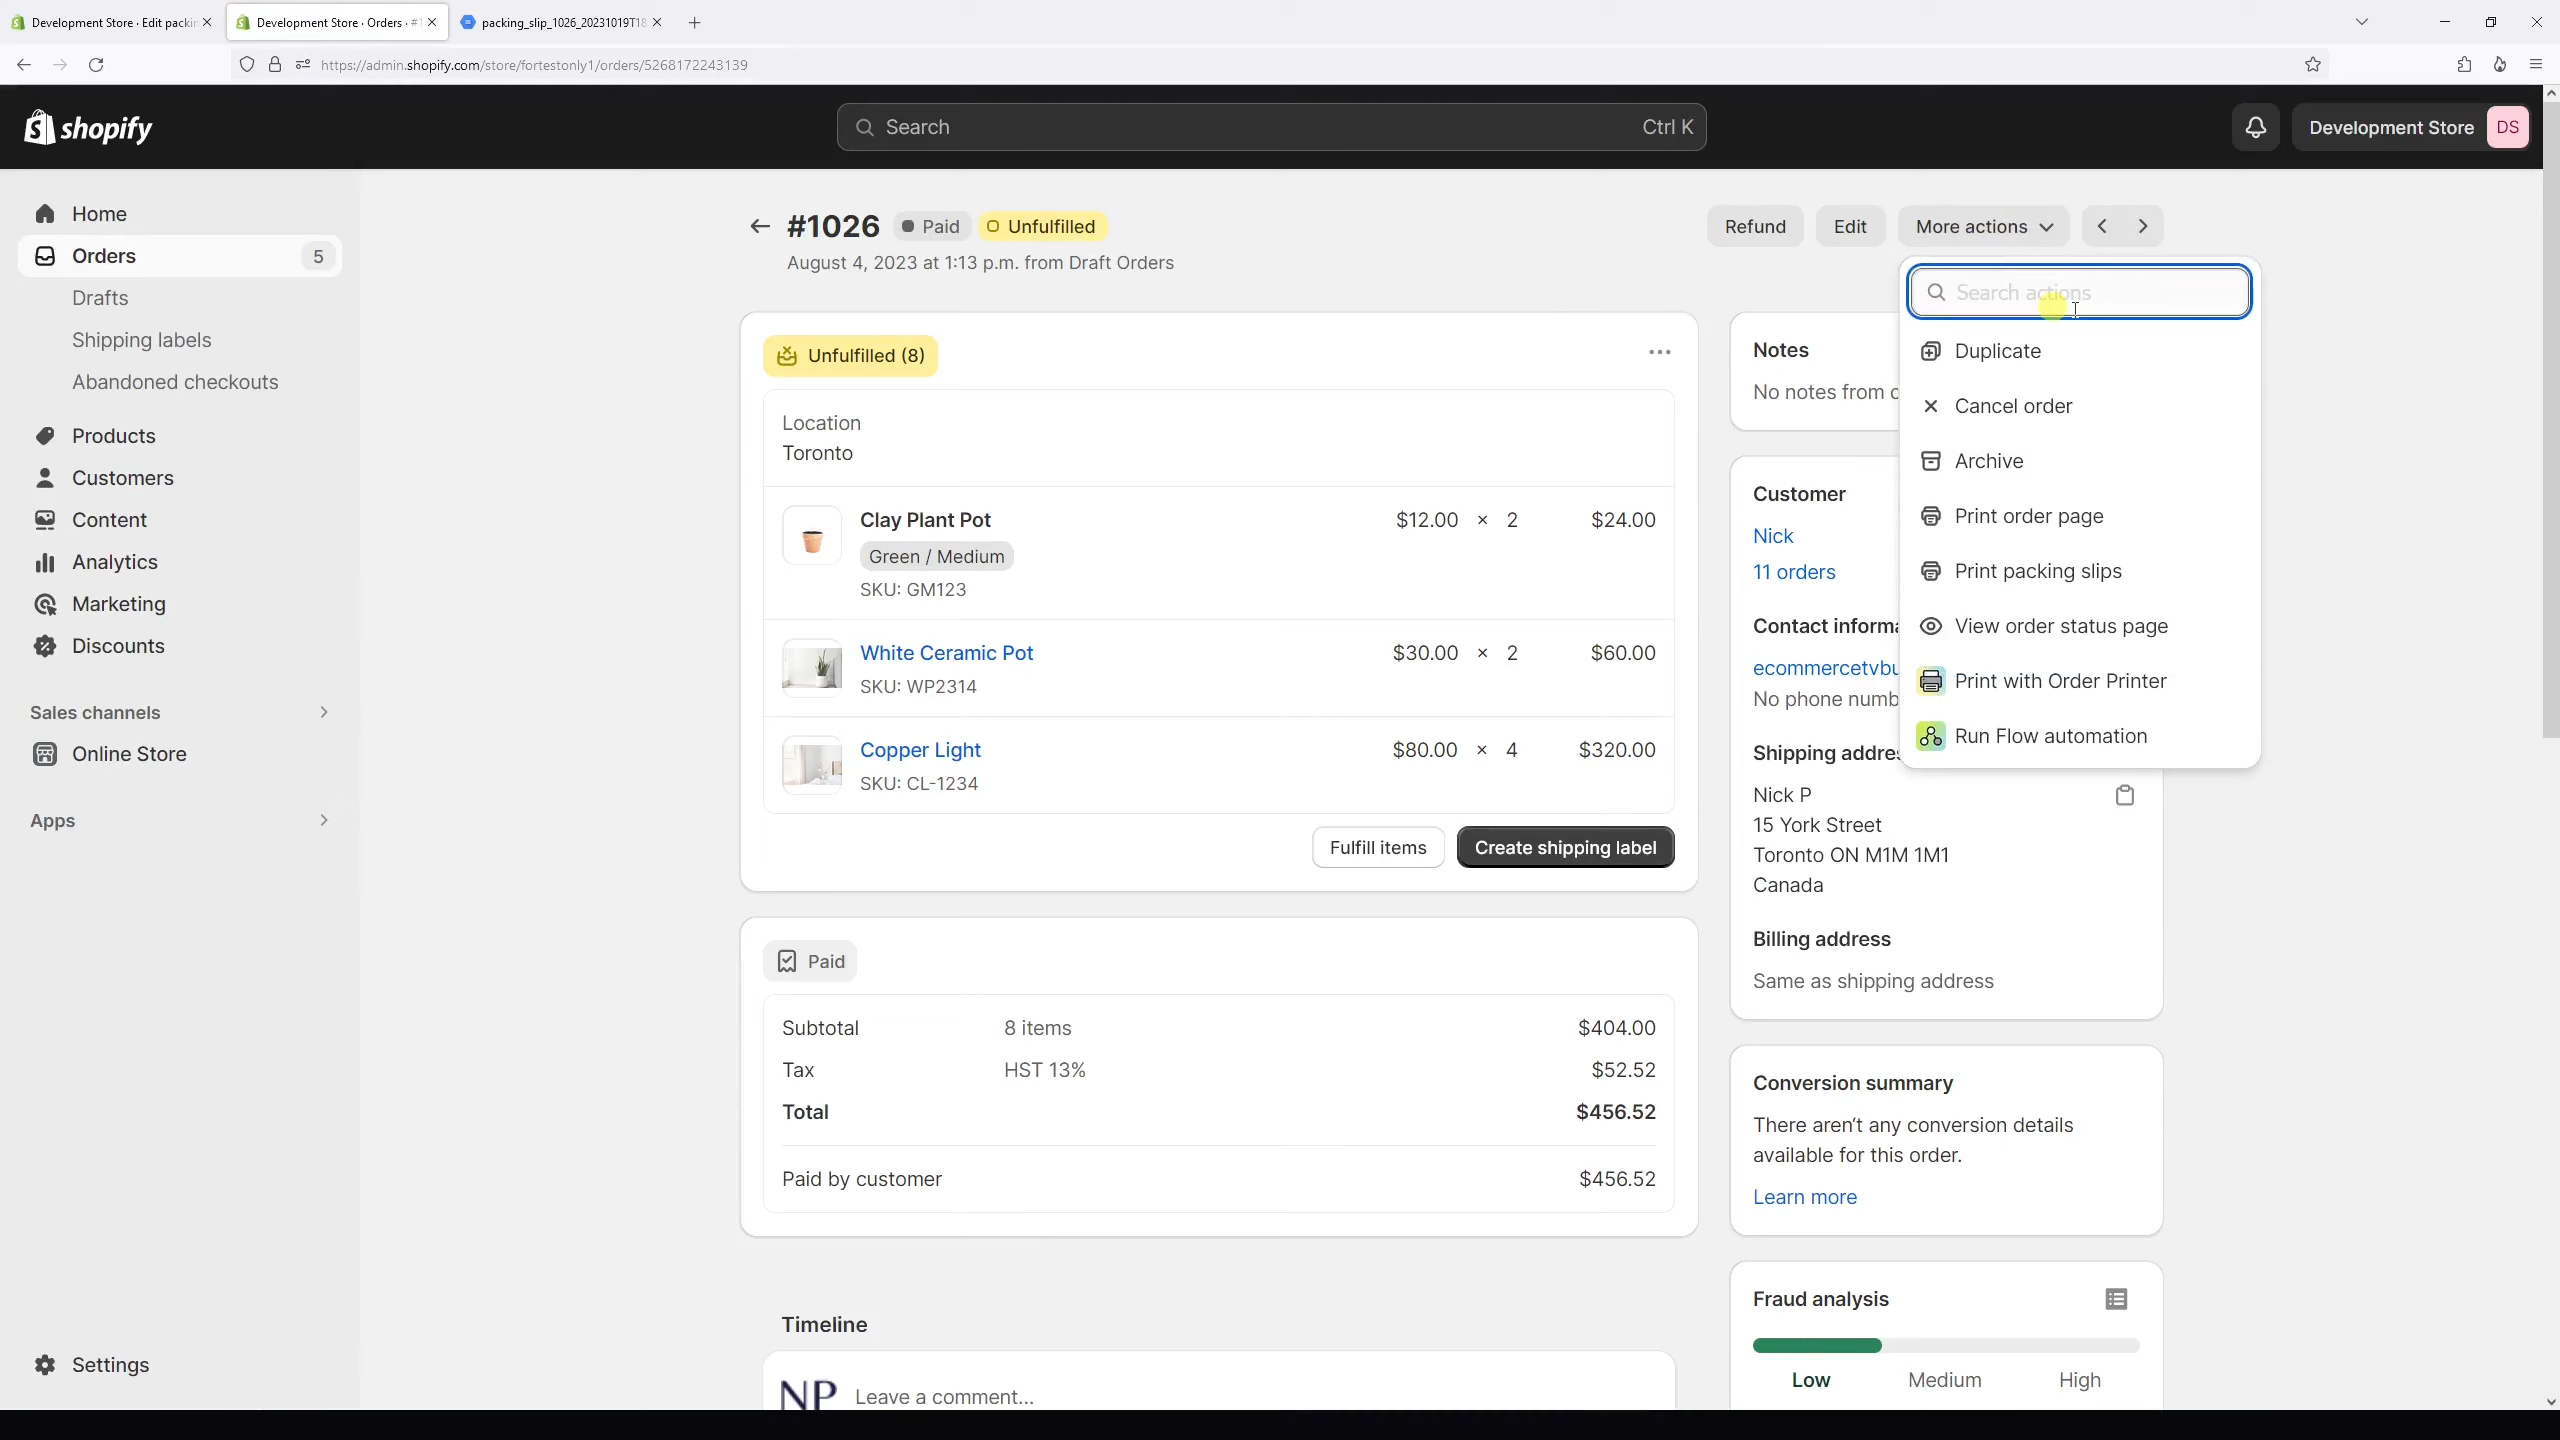 Development Store · Edit packin
Development Store · Orders · #1
packing_slip_1026_20231019T18
https://admin.shopify.com/store/fortestonly1/orders/5268172243139
shopify
Search
Ctrl K
Development Store
DS
Home
Orders
5
Drafts
Shipping labels
Abandoned checkouts
Products
Customers
Content
Analytics
Marketing
Discounts
Sales channels
Online Store
Apps
Settings
#1026
Paid
Unfulfilled
August 4, 2023 at 1:13 p.m. from Draft Orders
Refund
Edit
More actions
Unfulfilled (8)
Location
Toronto
Clay Plant Pot
$12.00 × 2
$24.00
Green / Medium
SKU: GM123
White Ceramic Pot
$30.00 × 2
$60.00
SKU: WP2314
Copper Light
$80.00 × 4
$320.00
SKU: CL-1234
Fulfill items
Create shipping label
Paid
Subtotal
8 items
$404.00
Tax
HST 13%
$52.52
Total
$456.52
Paid by customer
$456.52
Timeline
NP
Leave a comment...
Search actions
Duplicate
Cancel order
Archive
Print order page
Print packing slips
View order status page
Print with Order Printer
Run Flow automation
Notes
No notes from c
Customer
Nick
11 orders
Contact informa
ecommercetvbu
No phone numb
Shipping addres
Nick P
15 York Street
Toronto ON M1M 1M1
Canada
Billing address
Same as shipping address
Conversion summary
There aren't any conversion details
available for this order.
Learn more
Fraud analysis
Low
Medium
High